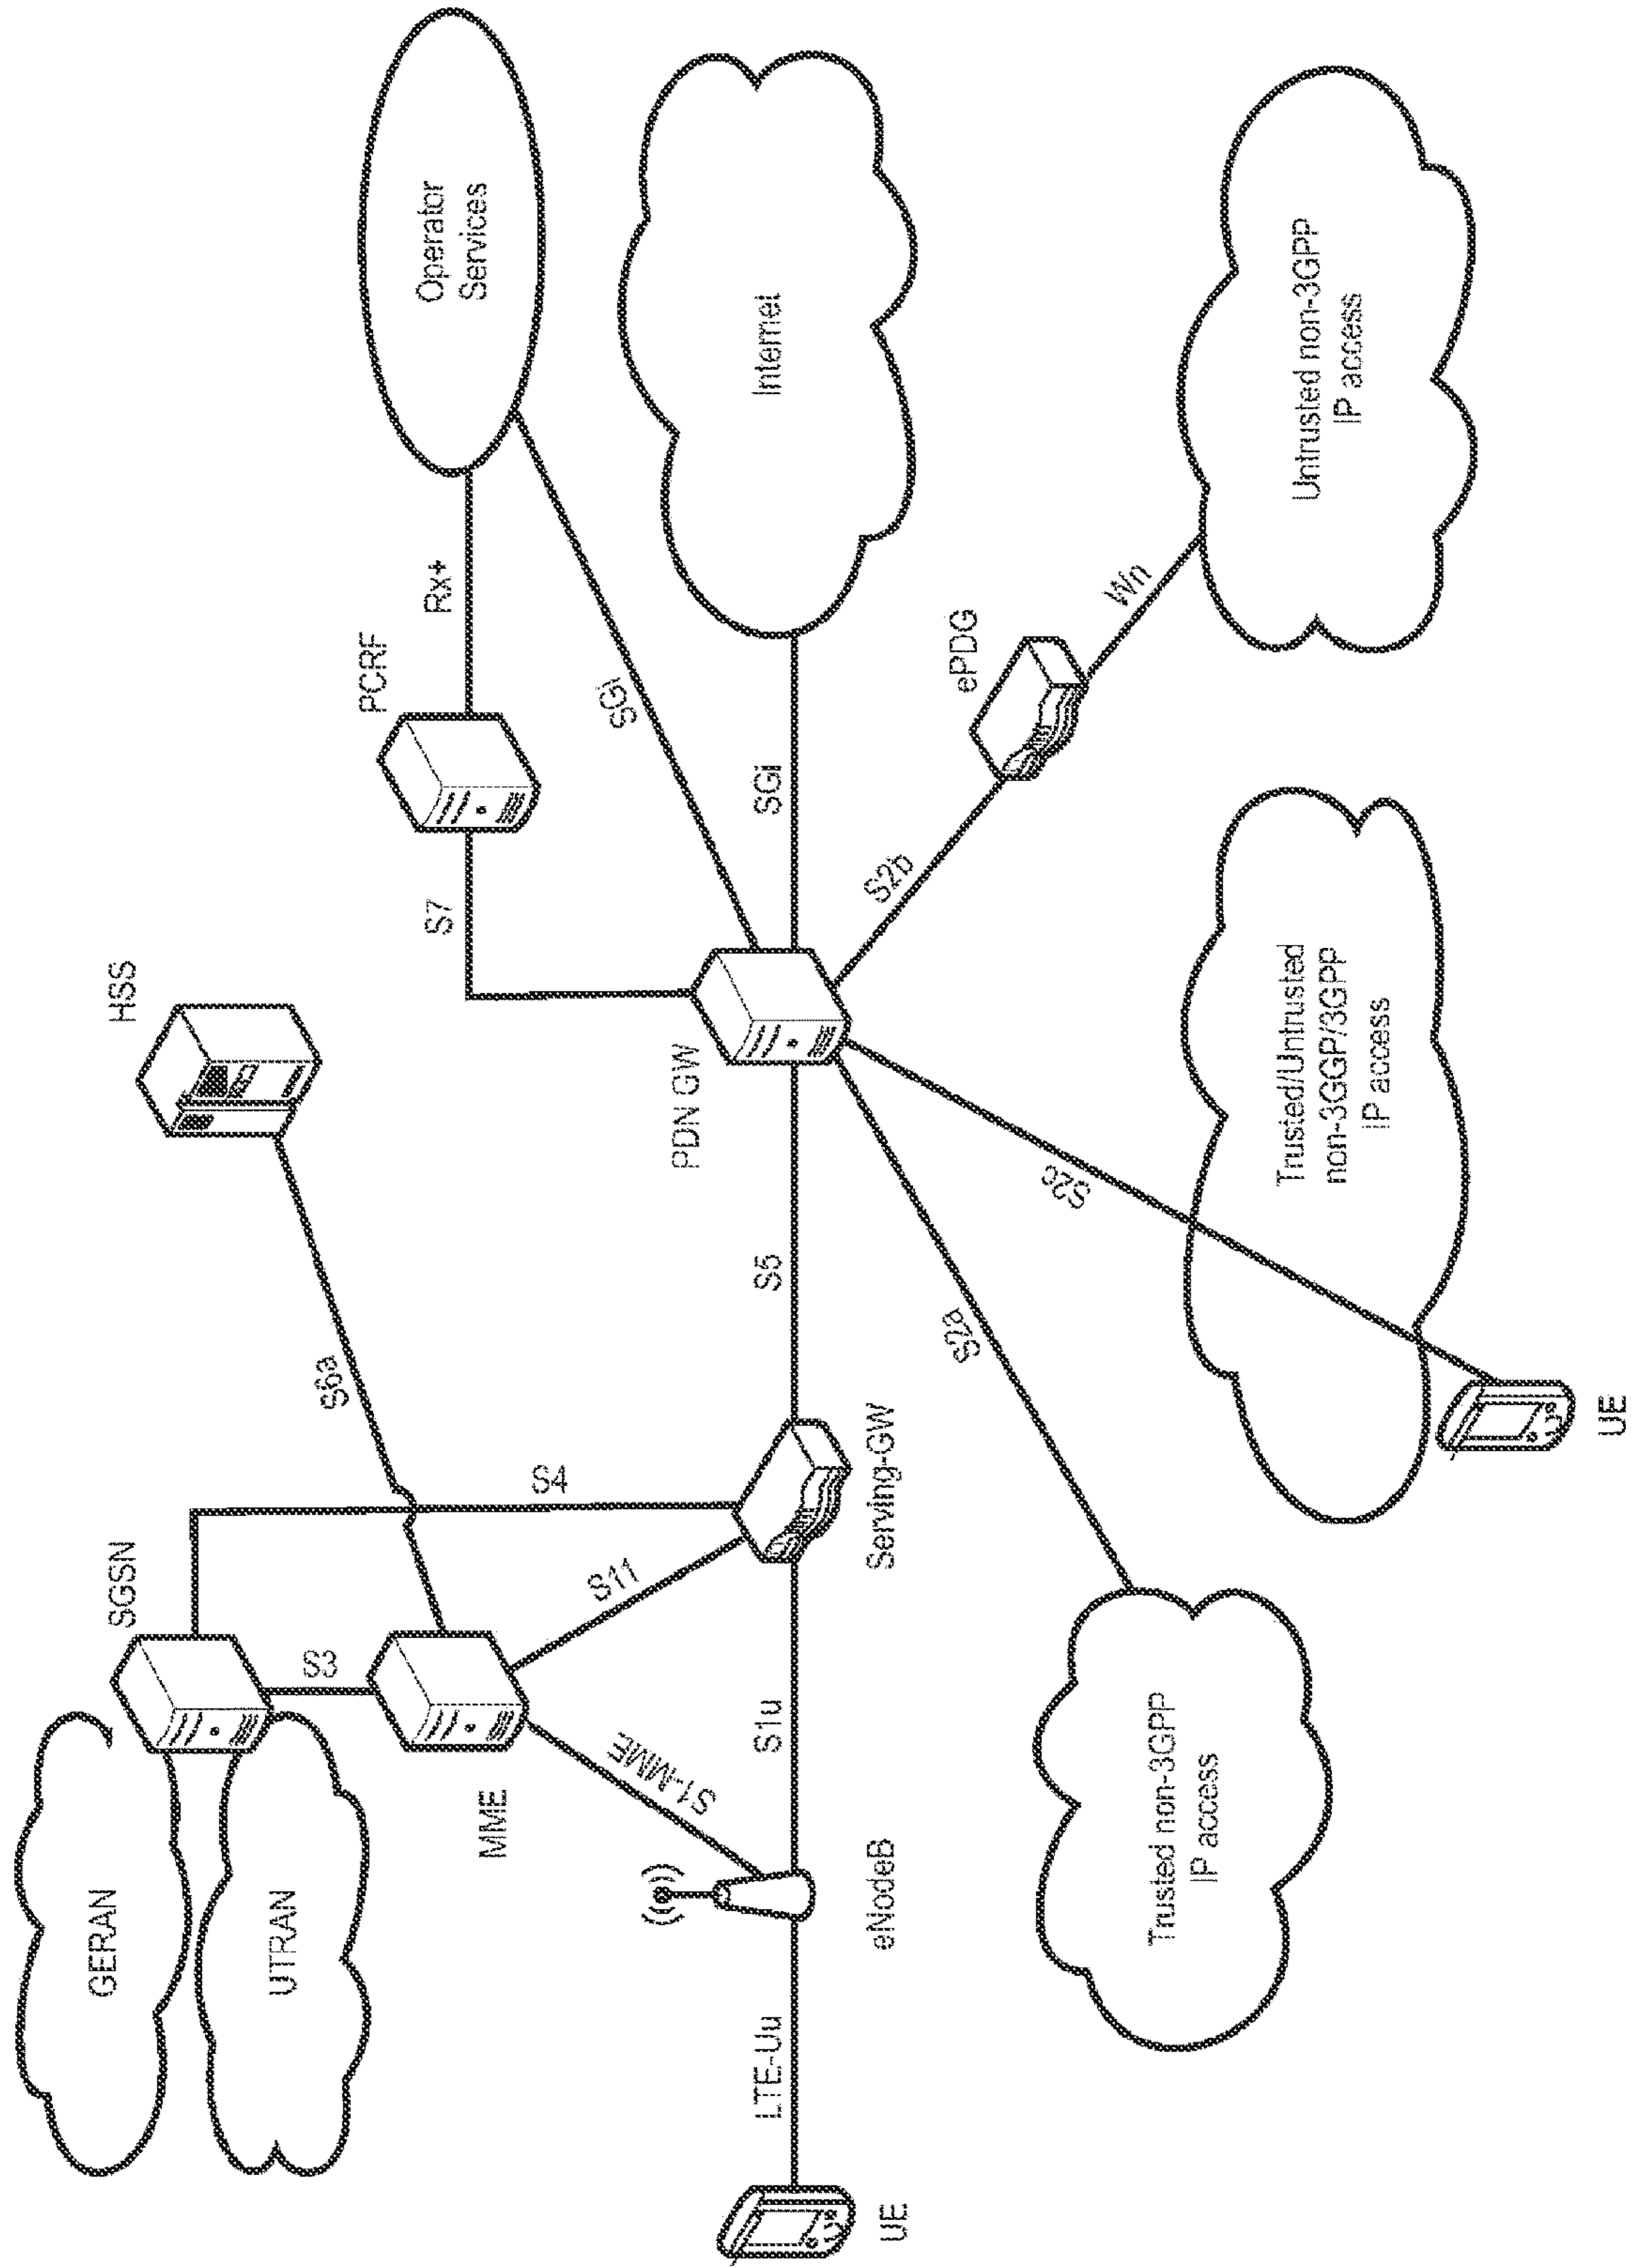 GERAN
UTRAN
SGSN
HSS
S3
S6a
MME
S4
S11
S1-MME
UE
LTE-Uu
eNodeB
S1u
Serving-GW
S5
PDN GW
S7
PCRF
Rx+
Operator
Services
SGi
SGi
Internet
S2a
S2c
S2b
ePDG
Wn
Trusted non-3GPP
IP access
UE
Trusted/Untrusted
non-3GGP/3GPP
IP access
Untrusted non-3GPP
IP access